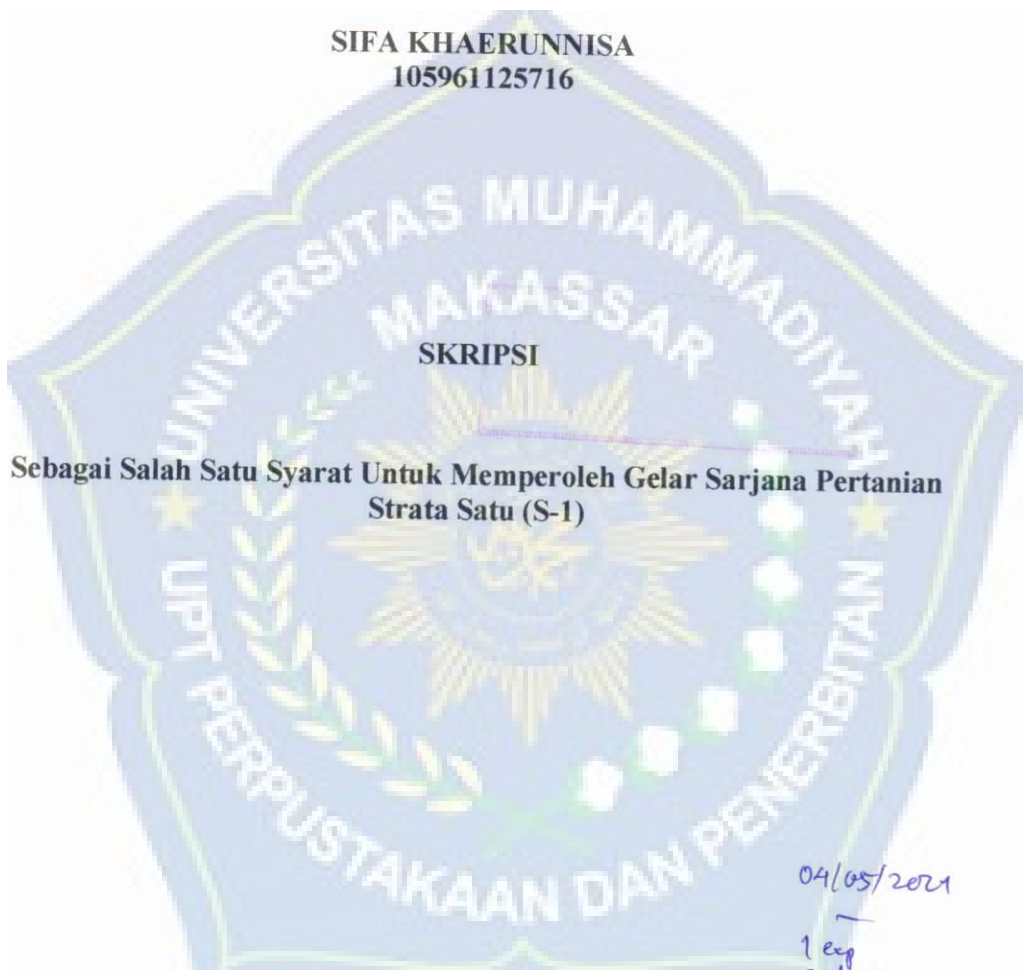 SIFA KHAERUNNISA
105961125716
UNIVERSITAS MUHAMMADIYAH
MAKASSAR
SKRIPSI
Sebagai Salah Satu Syarat Untuk Memperoleh Gelar Sarjana Pertanian
Strata Satu (S-1)
UPT PERPUSTAKAAN DAN PENERBITAN
04/05/2021
1 exp